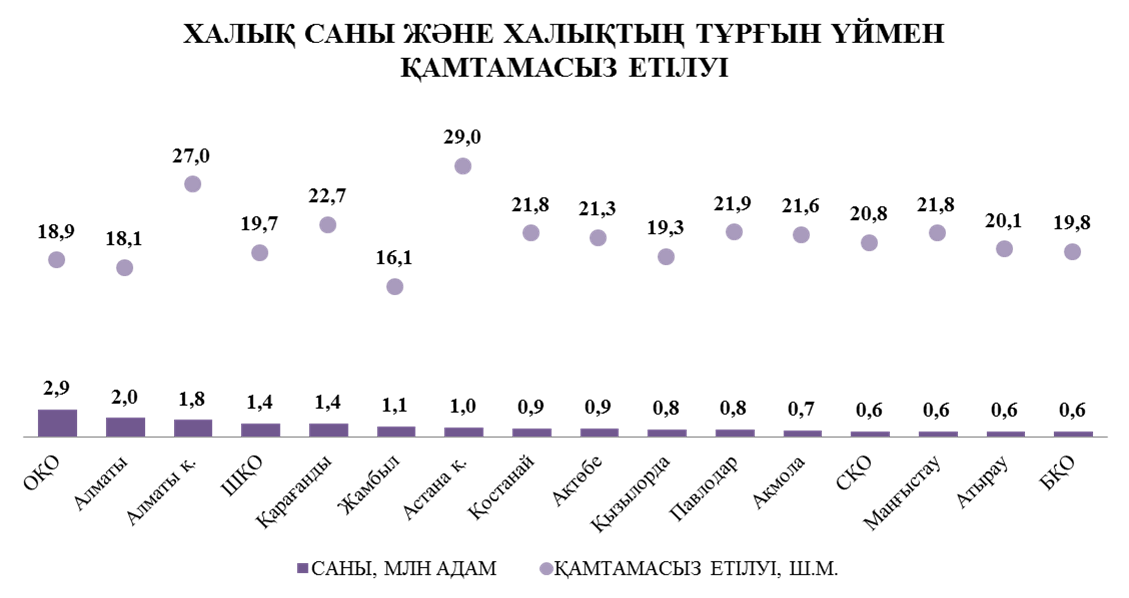 ХАЛЫҚ САНЫ ЖӘНЕ ХАЛЫҚТЫҢ ТҰРҒЫН ҮЙМЕН
ҚАМТАМАСЫЗ ЕТІЛУІ
18,9 18,1 27,0 19,7 22,7 16,1 29,0 21,8 21,3 19,3 21,9 21,6 20,8 21,8 20,1 19,8
2,9 2,0 1,8 1,4 1,4 1,1 1,0 0,9 0,9 0,8 0,8 0,7 0,6 0,6 0,6 0,6
ОҚО Алматы Алматы қ. ШҚО Қарағанды Жамбыл Астана қ. Қостанай Ақтөбе Қызылорда Павлодар Ақмола СҚО Маңғыстау Атырау БҚО
САНЫ, МЛН АДАМ ҚАМТАМАСЫЗ ЕТІЛУІ, Ш.М.